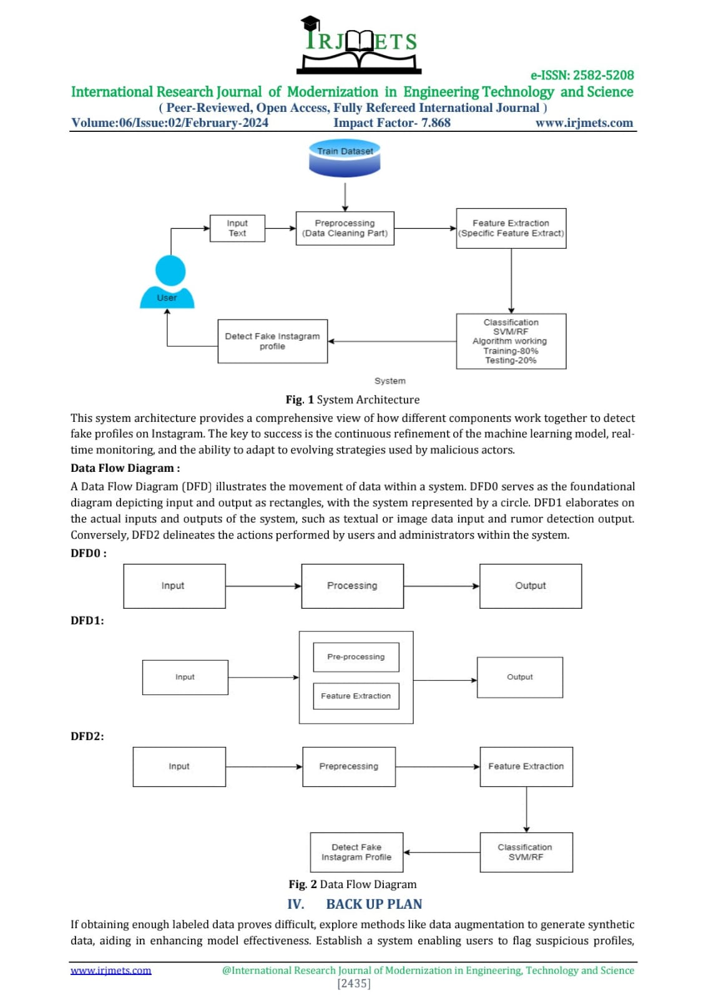 IRJMETS
e-ISSN: 2582-5208
International Research Journal of Modernization in Engineering Technology and Science
( Peer-Reviewed, Open Access, Fully Refereed International Journal )
Volume:06/Issue:02/February-2024 Impact Factor- 7.868 www.irjmets.com
Train Dataset
Input
Text
Preprocessing
(Data Cleaning Part)
Feature Extraction
(Specific Feature Extract)
User
Detect Fake Instagram
profile
Classification
SVM/RF
Algorithm working
Training-80%
Testing-20%
System
Fig. 1 System Architecture
This system architecture provides a comprehensive view of how different components work together to detect
fake profiles on Instagram. The key to success is the continuous refinement of the machine learning model, real-
time monitoring, and the ability to adapt to evolving strategies used by malicious actors.
Data Flow Diagram :
A Data Flow Diagram (DFD) illustrates the movement of data within a system. DFD0 serves as the foundational
diagram depicting input and output as rectangles, with the system represented by a circle. DFD1 elaborates on
the actual inputs and outputs of the system, such as textual or image data input and rumor detection output.
Conversely, DFD2 delineates the actions performed by users and administrators within the system.
DFD0 :
Input
Processing
Output
DFD1:
Input
Pre-processing
Feature Extraction
Output
DFD2:
Input
Preprecessing
Feature Extraction
Detect Fake
Instagram Profile
Classification
SVM/RF
Fig. 2 Data Flow Diagram
IV. BACK UP PLAN
If obtaining enough labeled data proves difficult, explore methods like data augmentation to generate synthetic
data, aiding in enhancing model effectiveness. Establish a system enabling users to flag suspicious profiles,
www.irjmets.com @International Research Journal of Modernization in Engineering, Technology and Science
[2435]